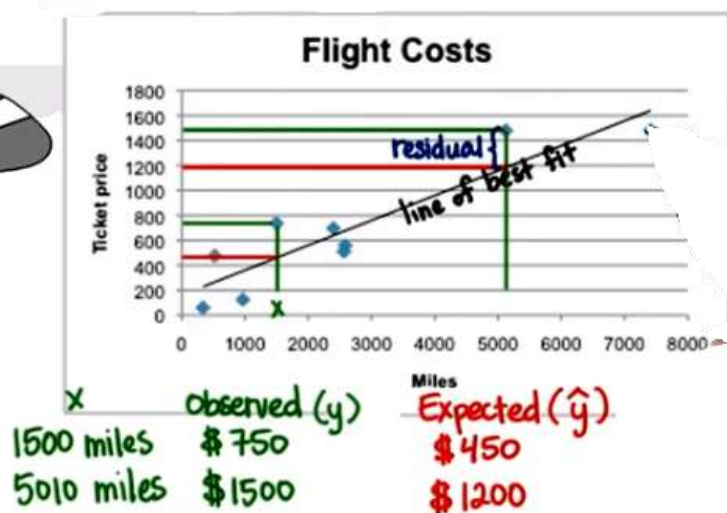 Flight Costs
1800
1600
1400
1200
1000
800
600
400
200
0
Ticket price
residual {
line of best fit
x
0 1000 2000 3000 4000 5000 6000 7000 8000
Miles
x Observed (y) Expected (ŷ)
1500 miles $750 $450
5010 miles $1500 $1200